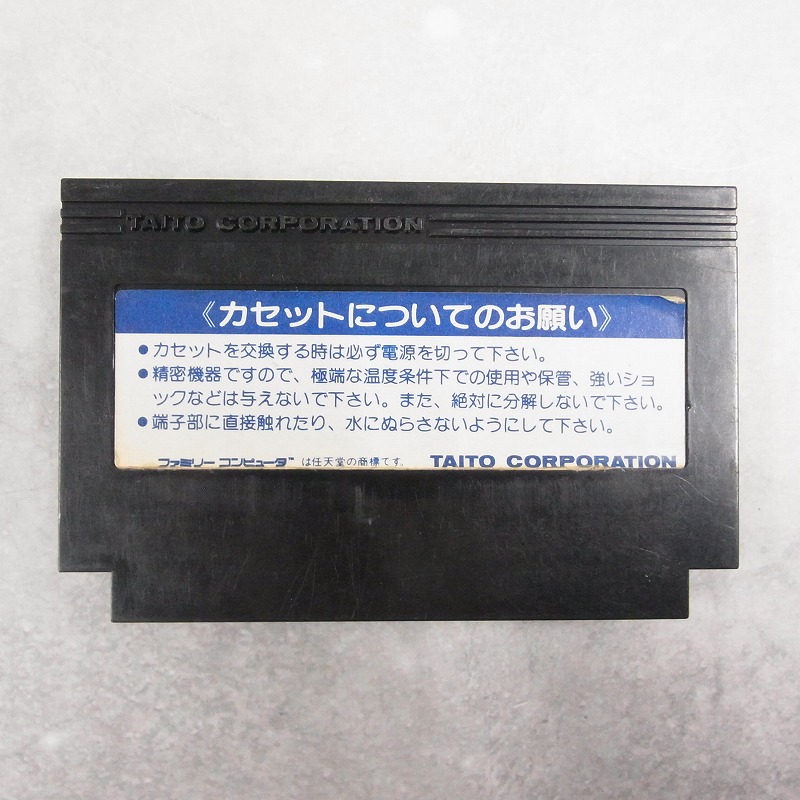 TAITO CORPORATION
《カセットについてのお願い》
●カセットを交換する時は必ず電源を切って下さい。
●精密機器ですので、極端な温度条件下での使用や保管、強いショ
ックなどは与えないで下さい。また、絶対に分解しないで下さい。
●端子部に直接触れたり、水にぬらさないようにして下さい。
ファミリーコンピュータ™ は任天堂の商標です。 TAITO CORPORATION